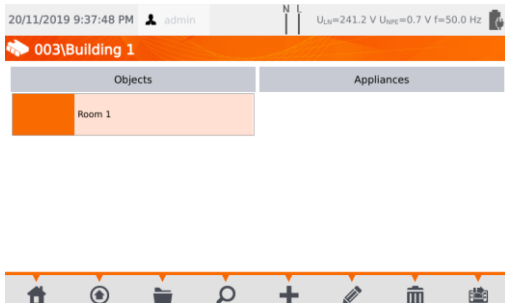 20/11/2019 9:37:48 PM admin N L ULN=241.2 V UNPE=0.7 V f=50.0 Hz
003\Building 1
Objects Appliances
Room 1